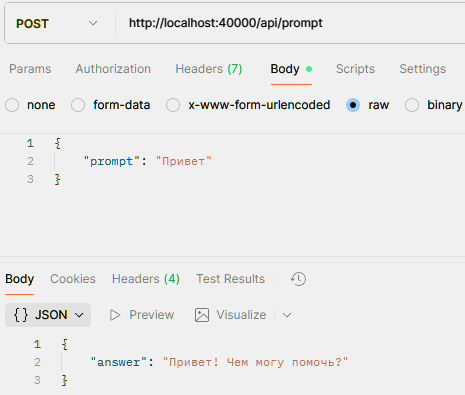 POST http://localhost:40000/api/prompt
Params Authorization Headers (7) Body Scripts Settings
none form-data x-www-form-urlencoded raw binary
1 {
2 "prompt": "Привет"
3 }
Body Cookies Headers (4) Test Results
{} JSON Preview Visualize
1 {
2 "answer": "Привет! Чем могу помочь?"
3 }